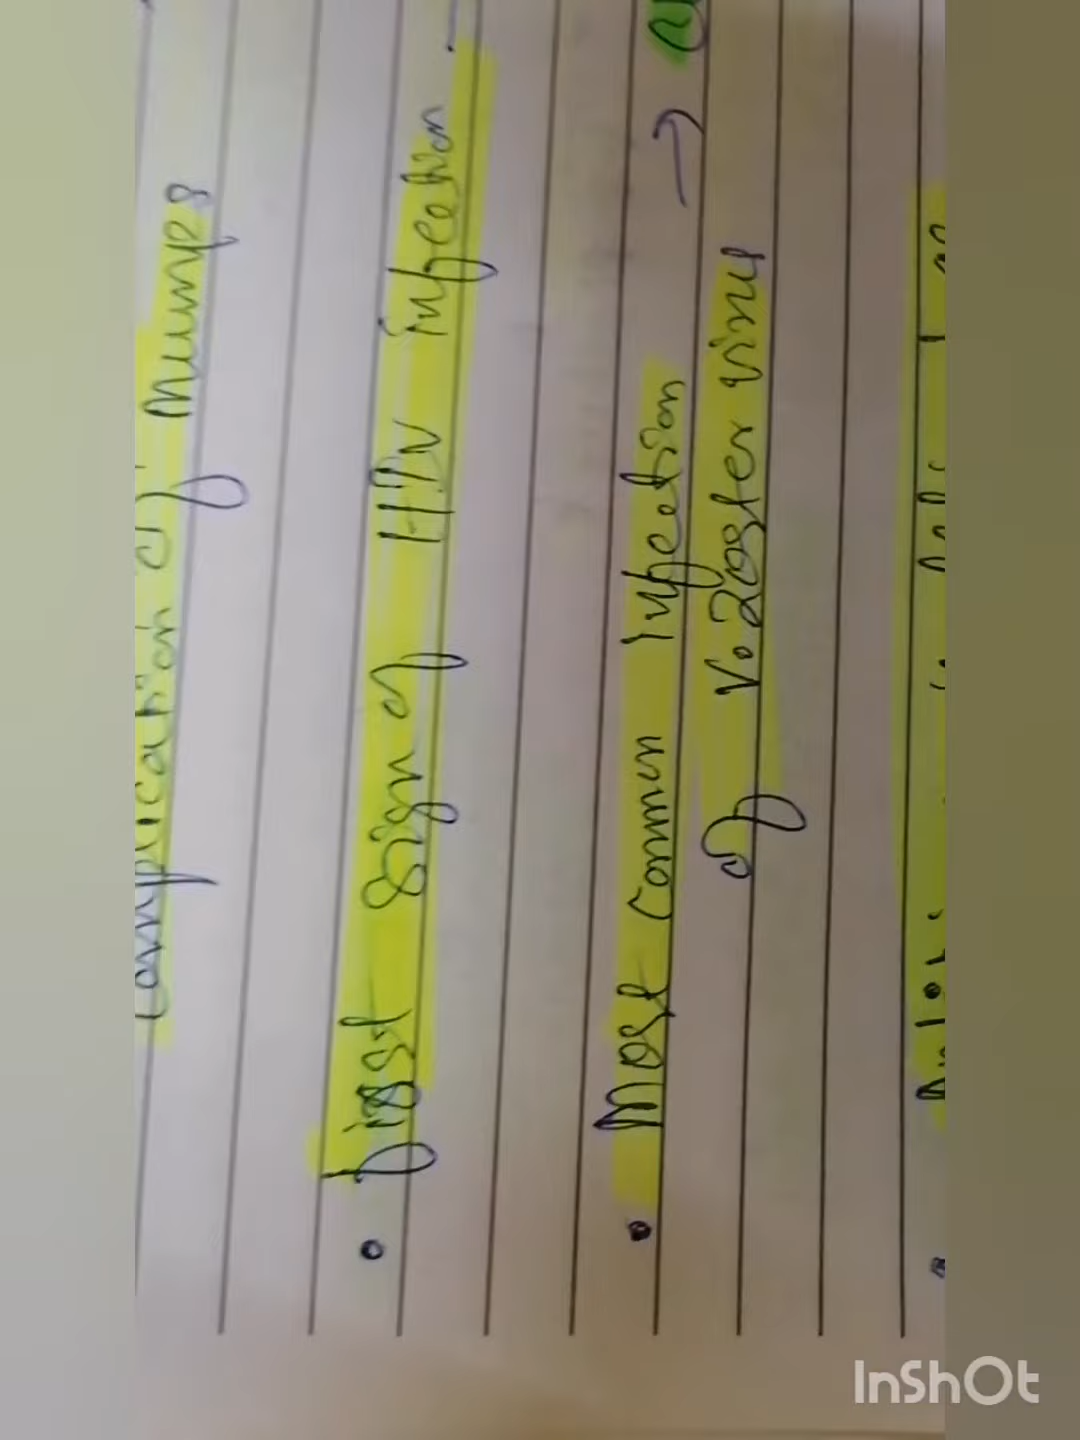 Complication of Mumps
• first sign of HIV infection -
• Most common infection →
of V. zoster virus
InShOt